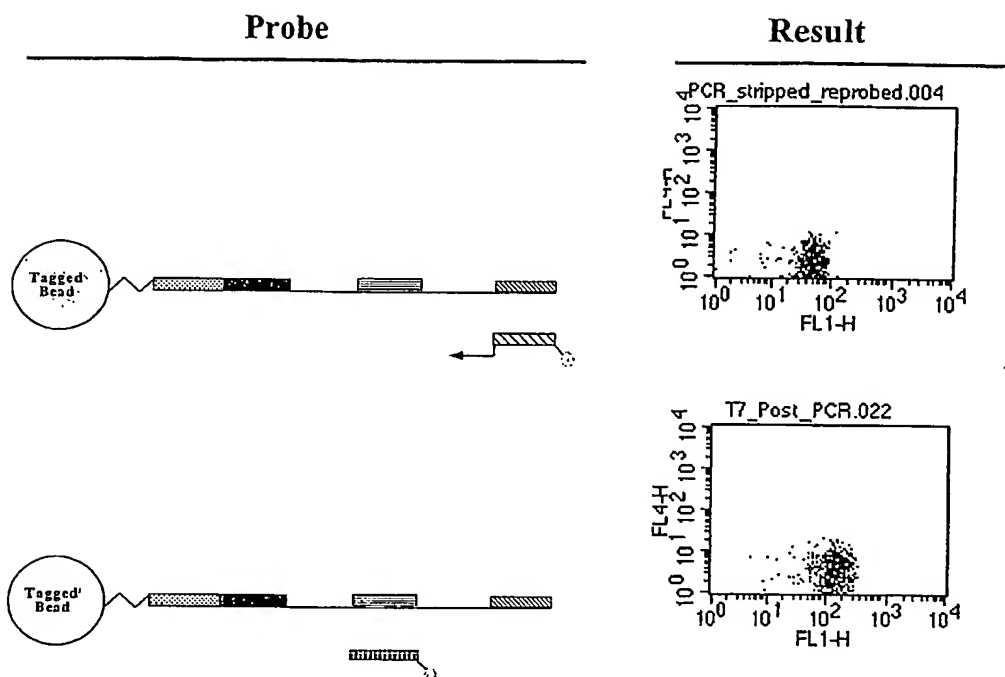 Probe
Result
PCR_stripped_reprobed.004
10^4
10^3
10^2
10^1
10^0
10^0 10^1 10^2 10^3 10^4
FL1-H
Tagged
Bead
T7_Post_PCR.022
FL4-H
10^4
10^3
10^2
10^1
10^0
10^0 10^1 10^2 10^3 10^4
FL1-H
Tagged
Bead